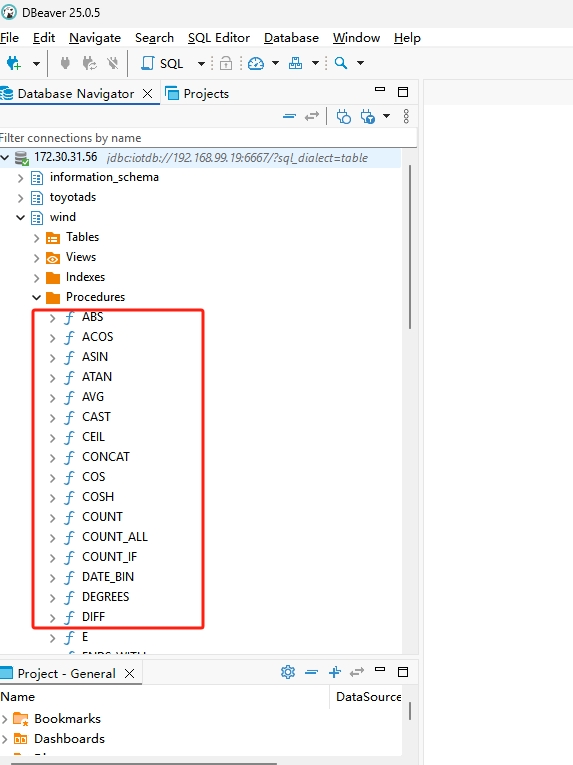 DBeaver 25.0.5
File Edit Navigate Search SQL Editor Database Window Help
SQL
Database Navigator Projects
Filter connections by name
172.30.31.56 jdbc:iotdb://192.168.99.19:6667/?sql_dialect=table
information_schema
toyotads
wind
Tables
Views
Indexes
Procedures
ABS
ACOS
ASIN
ATAN
AVG
CAST
CEIL
CONCAT
COS
COSH
COUNT
COUNT_ALL
COUNT_IF
DATE_BIN
DEGREES
DIFF
E
Project - General
Name DataSource
Bookmarks
Dashboards